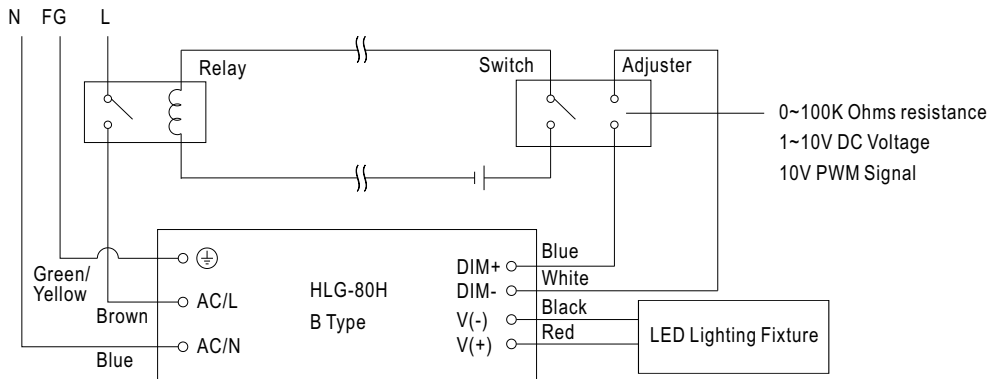 N FG L
Relay
Switch
Adjuster
0~100K Ohms resistance
1~10V DC Voltage
10V PWM Signal
Green/
Yellow
Brown
Blue
AC/L
AC/N
HLG-80H
B Type
DIM+
DIM-
V(-)
V(+)
Blue
White
Black
Red
LED Lighting Fixture